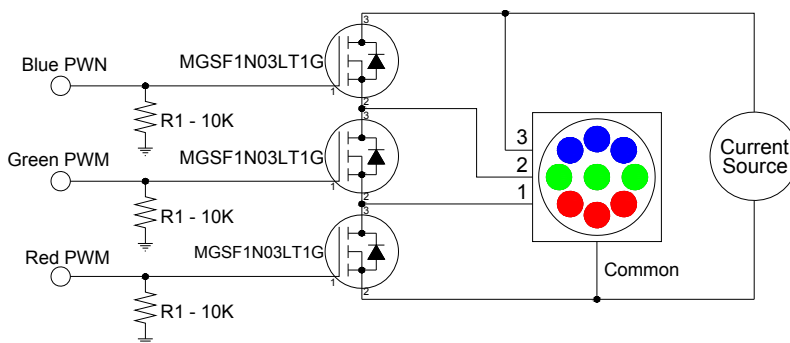 3
MGSF1N03LT1G
Blue PWN
1
2
R1 - 10K
3
MGSF1N03LT1G
Green PWM
1
2
R1 - 10K
3
MGSF1N03LT1G
Red PWM
1
2
R1 - 10K
3
2
1
Common
Current
Source